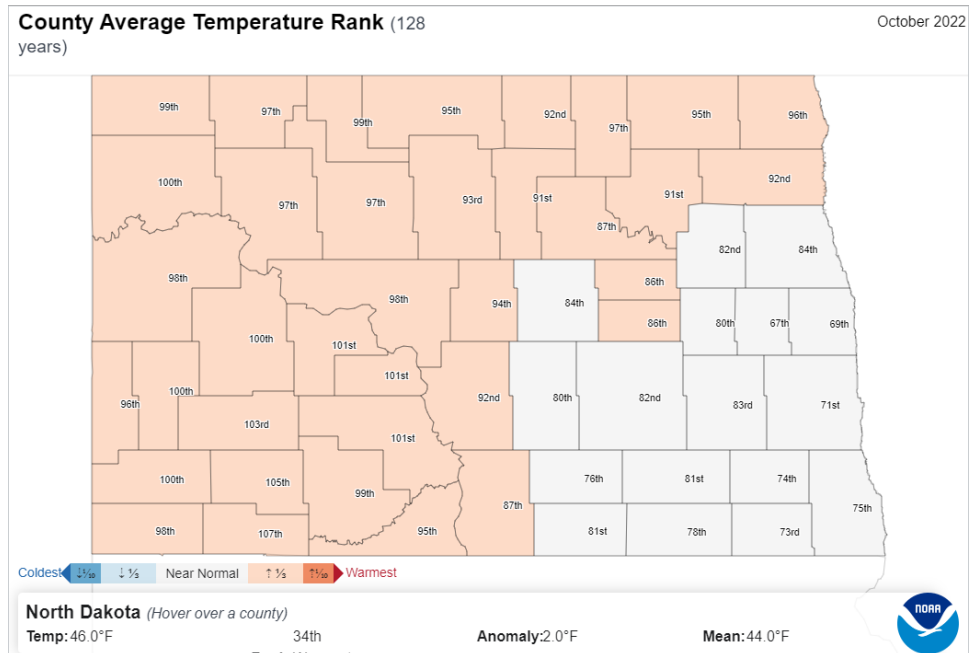 County Average Temperature Rank (128
years)
October 2022
99th
97th
99th
95th
92nd
97th
95th
96th
100th
97th
97th
93rd
91st
87th
91st
92nd
98th
100th
98th
94th
84th
86th
82nd
84th
101st
86th
80th
67th
69th
96th
100th
101st
92nd
80th
82nd
83rd
71st
103rd
101st
100th
105th
99th
87th
76th
81st
74th
75th
98th
107th
95th
81st
78th
73rd
Coldest ↓⅒ ↓ ⅓ Near Normal ↑ ⅓ ↑⅒ Warmest
North Dakota (Hover over a county)
Temp:46.0°F 34th Anomaly:2.0°F Mean:44.0°F
NOAA